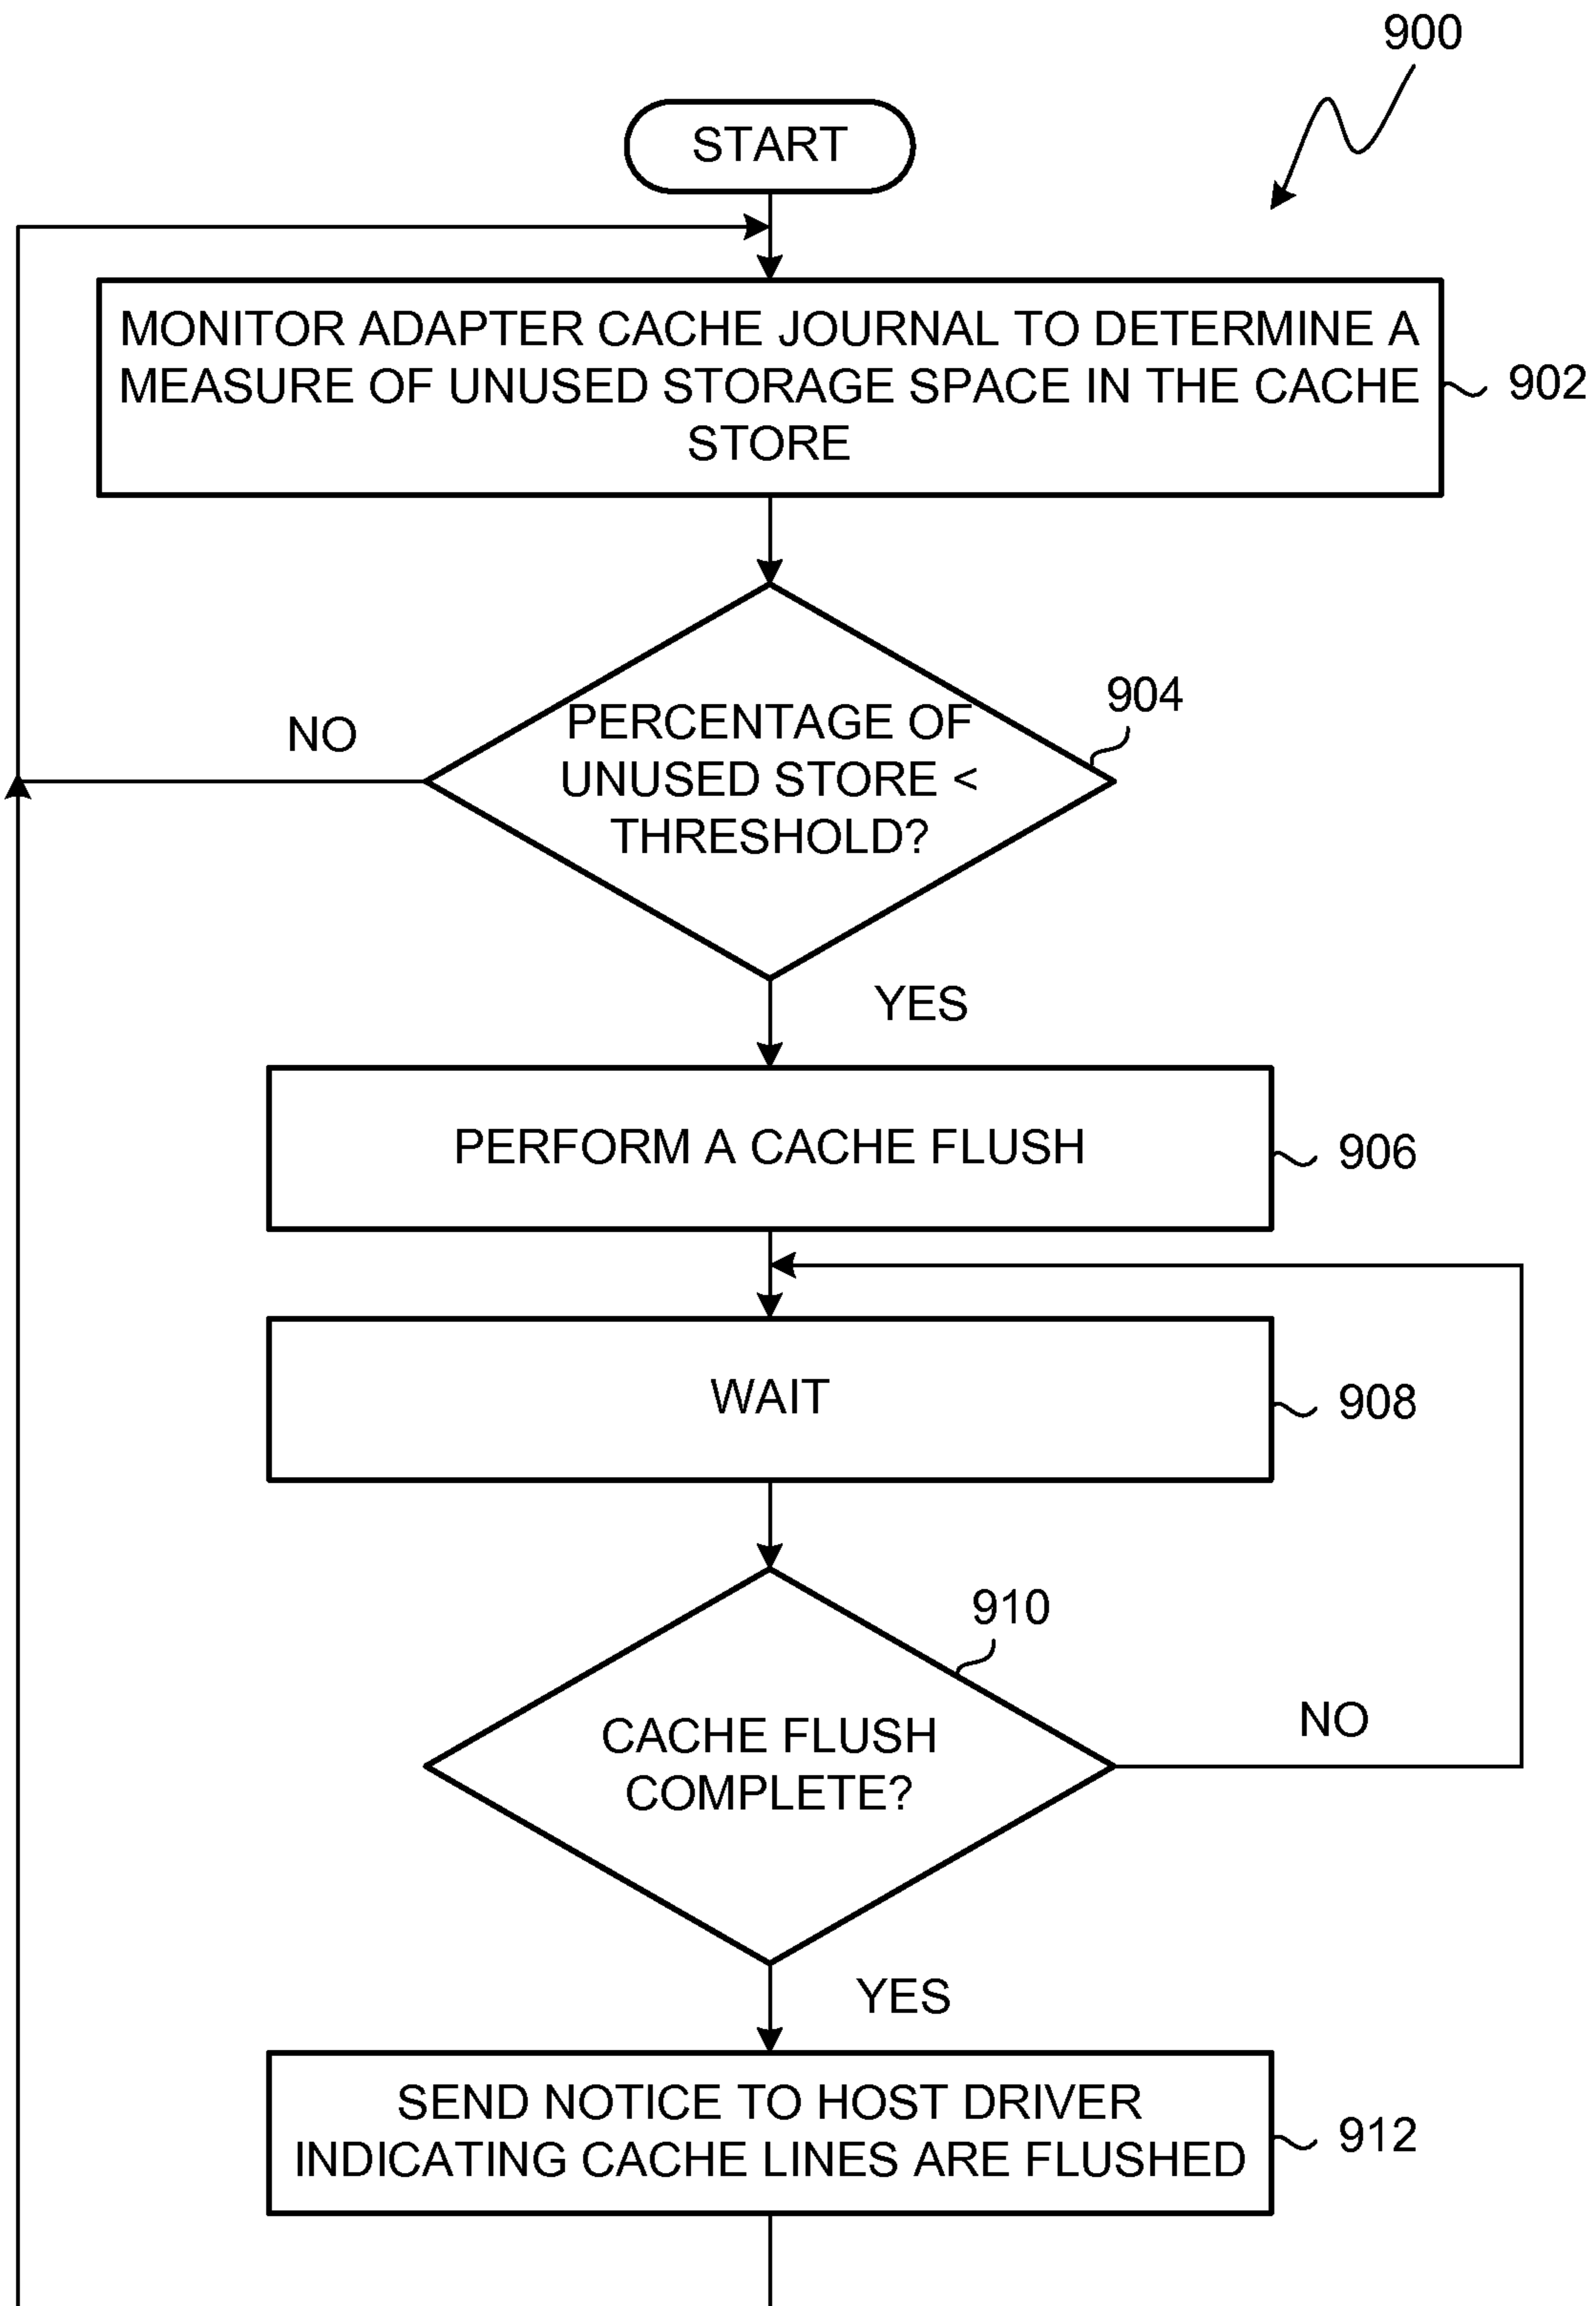 900
START
MONITOR ADAPTER CACHE JOURNAL TO DETERMINE A
MEASURE OF UNUSED STORAGE SPACE IN THE CACHE
STORE
902
904
NO
PERCENTAGE OF
UNUSED STORE <
THRESHOLD?
YES
PERFORM A CACHE FLUSH
906
WAIT
908
910
CACHE FLUSH
COMPLETE?
NO
YES
SEND NOTICE TO HOST DRIVER
INDICATING CACHE LINES ARE FLUSHED
912